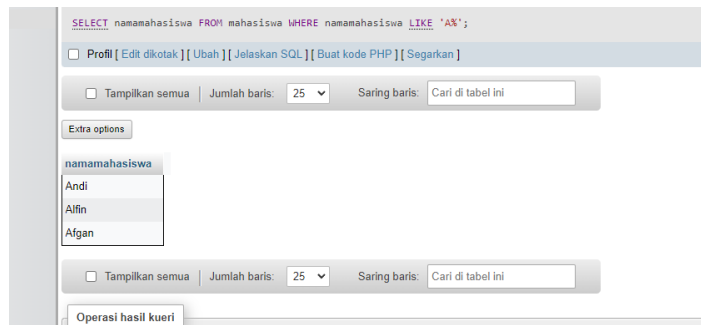 SELECT namamahasiswa FROM mahasiswa WHERE namamahasiswa LIKE 'A%';
Profil [ Edit dikotak ] [ Ubah ] [ Jelaskan SQL ] [ Buat kode PHP ] [ Segarkan ]
Tampilkan semua | Jumlah baris: 25 Saring baris: Cari di tabel ini
Extra options
namamahasiswa
Andi
Alfin
Afgan
Tampilkan semua | Jumlah baris: 25 Saring baris: Cari di tabel ini
Operasi hasil kueri